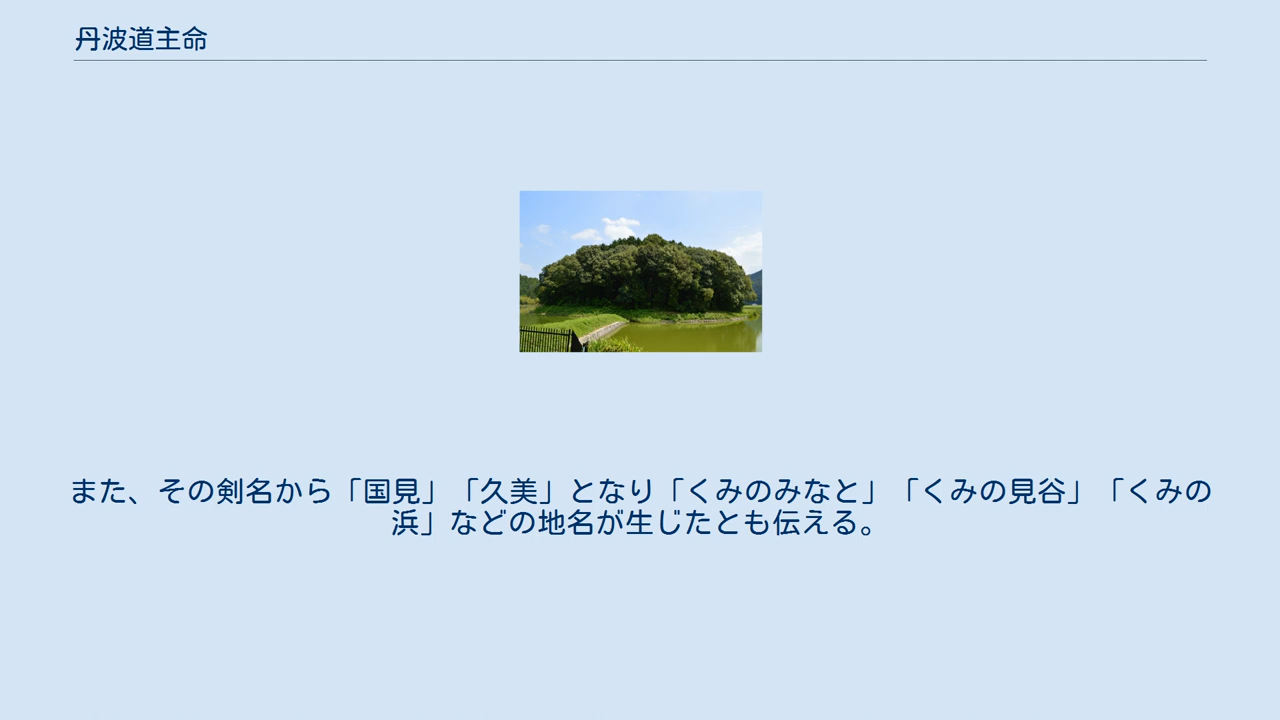 丹波道主命
また、その剣名から「国見」「久美」となり「くみのみなと」「くみの見谷」「くみの
浜」などの地名が生じたとも伝える。